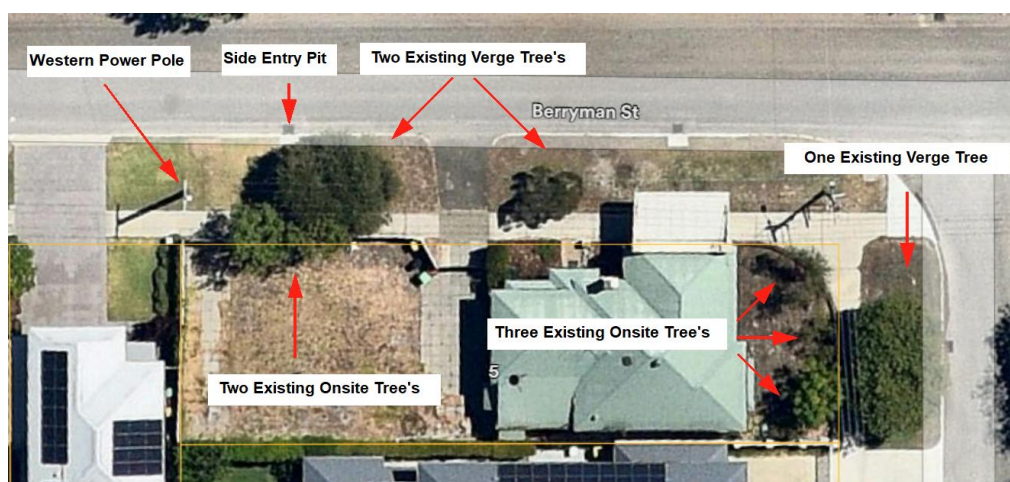 Western Power Pole
Side Entry Pit
Two Existing Verge Tree's
Berryman St
One Existing Verge Tree
Three Existing Onsite Tree's
5
Two Existing Onsite Tree's